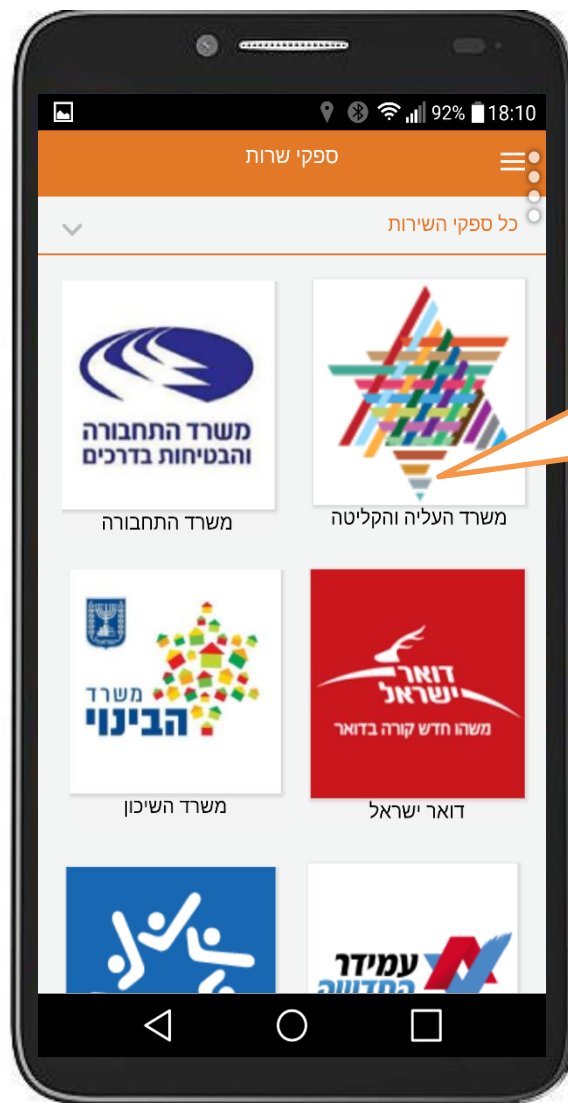 92% 18:10
ספקי שרות
כל ספקי השירות
משרד העליה והקליטה
משרד התחבורה
והבטיחות בדרכים
משרד התחבורה
דואר
ישראל
משהו חדש קורה בדואר
דואר ישראל
משרד
הבינוי
משרד השיכון
עמידר
החדשה